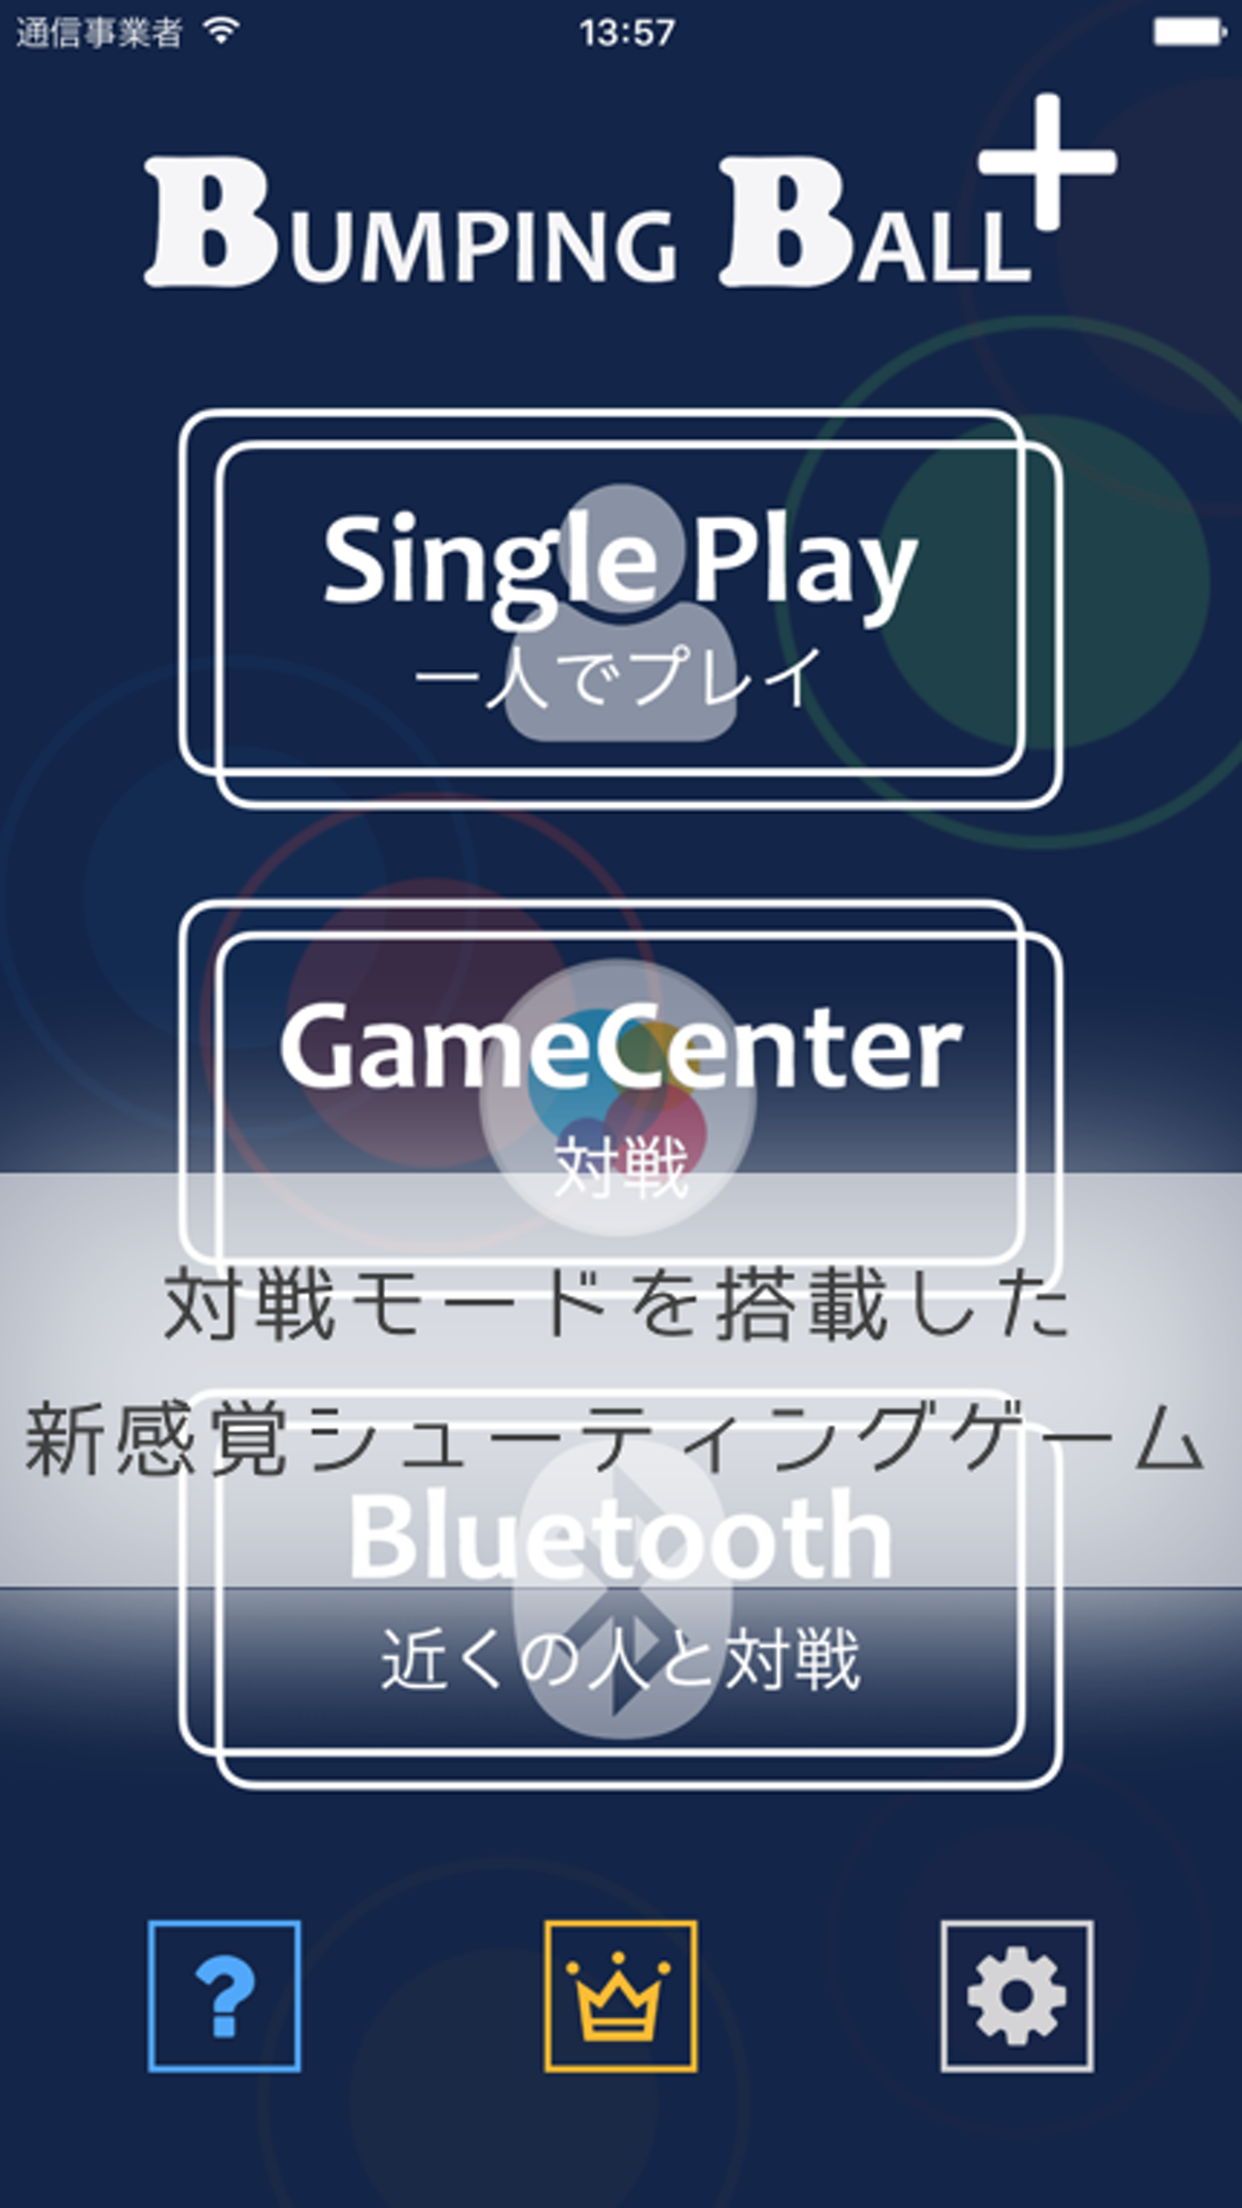 通信事業者
13:57
BUMPING BALL+
Single Play
一人でプレイ
GameCenter
対戦
対戦モードを搭載した
新感覚シューティングゲーム
Bluetooth
近くの人と対戦
?